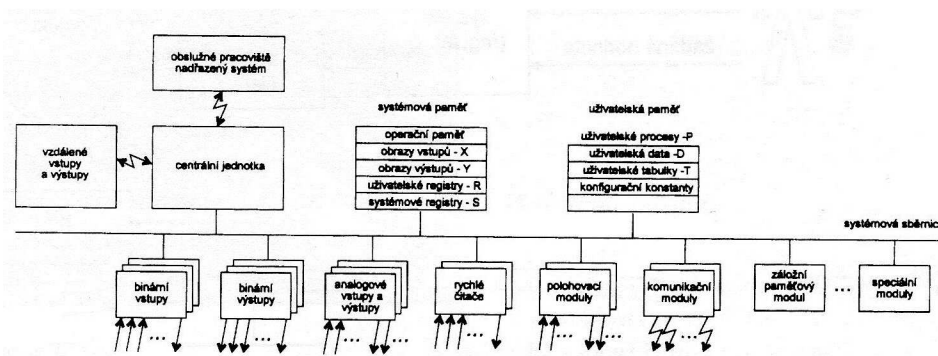 obslužné pracoviště
nadřazený systém
systémová paměť
uživatelská paměť
vzdálené
vstupy
a výstupy
centrální jednotka
operační paměť
obrazy vstupů - X
obrazy výstupů - Y
uživatelské registry - R
systémové registry - S
uživatelské procesy -P
uživatelská data -D
uživatelské tabulky -T
konfigurační konstanty
systémová sběrnic
binární
vstupy
...
binární
výstupy
...
analogové
vstupy a
výstupy
...
rychlé
čítače
...
polohovací
moduly
...
komunikační
moduly
...
záložní
paměťový
modul
...
speciální
moduly